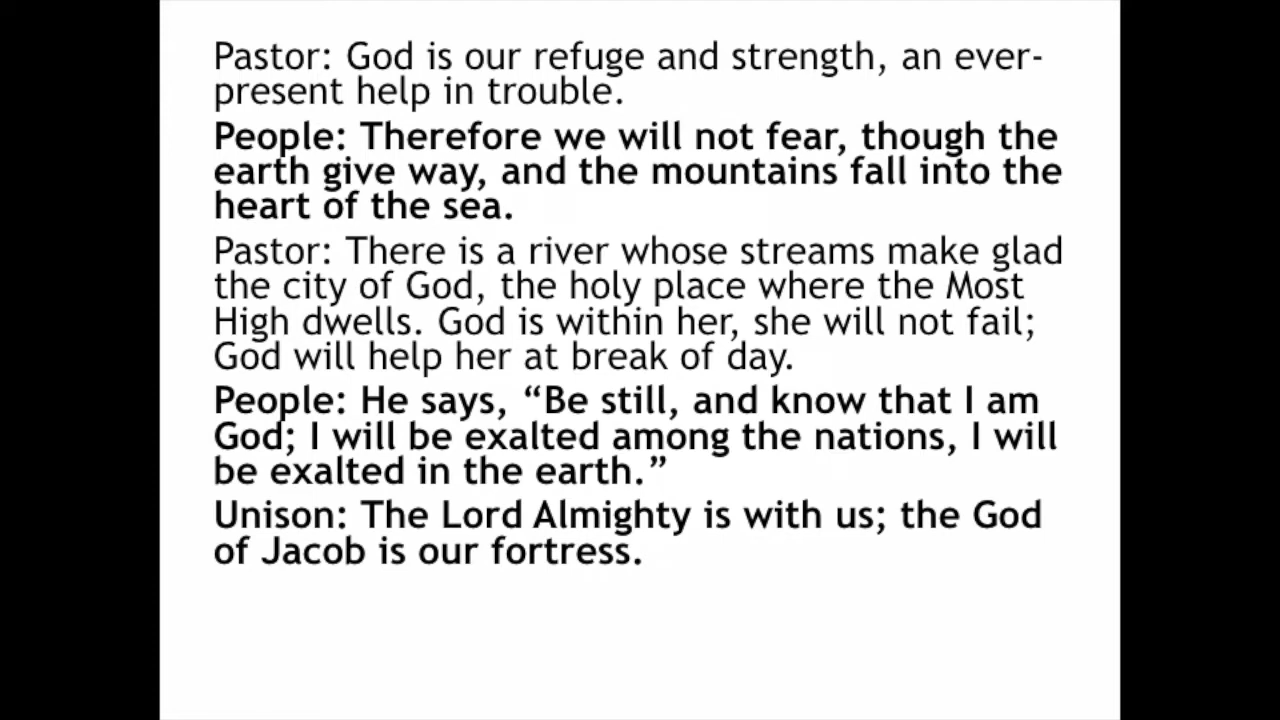 Pastor: God is our refuge and strength, an ever-
present help in trouble.
People: Therefore we will not fear, though the
earth give way, and the mountains fall into the
heart of the sea.
Pastor: There is a river whose streams make glad
the city of God, the holy place where the Most
High dwells. God is within her, she will not fail;
God will help her at break of day.
People: He says, “Be still, and know that I am
God; I will be exalted among the nations, I will
be exalted in the earth.”
Unison: The Lord Almighty is with us; the God
of Jacob is our fortress.